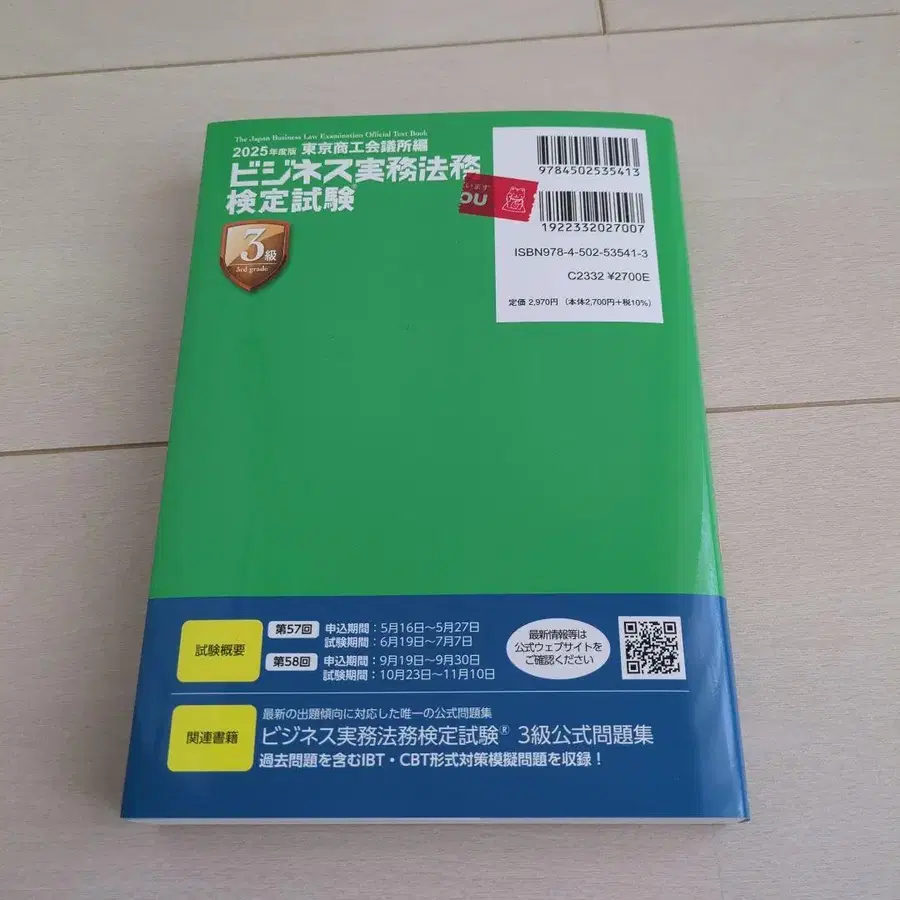 The Japan Business Law Examination Official Text Book
2025年度版 東京商工会議所編
ビジネス実務法務
検定試験®
3級
3rd grade
9784502535413
います
OU
1922332027007
ISBN978-4-502-53541-3
C2332 ¥2700E
定価 2,970円 (本体2,700円+税10%)
試験概要
第57回 申込期間:5月16日~5月27日
試験期間:6月19日~7月7日
第58回 申込期間:9月19日~9月30日
試験期間:10月23日~11月10日
最新情報等は
公式ウェブサイトを
ご確認ください
関連書籍
最新の出題傾向に対応した唯一の公式問題集
ビジネス実務法務検定試験® 3級公式問題集
過去問題を含むIBT・CBT形式対策模擬問題を収録!